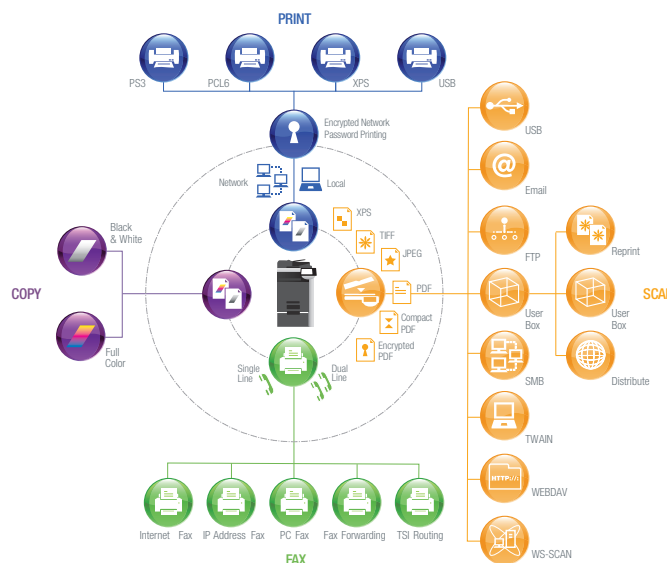 PRINT
PS3
PCL6
XPS
USB
Encrypted Network
Password Printing
Network
Local
XPS
TIFF
JPEG
PDF
Compact
PDF
Encrypted
PDF
COPY
Black
& White
Full
Color
Single
Line
Dual
Line
Internet Fax
IP Address Fax
PC Fax
Fax Forwarding
TSI Routing
FAX
USB
@
Email
FTP
User
Box
SMB
TWAIN
HTTP://
WEBDAV
WS-SCAN
Reprint
User
Box
Distribute
SCAN